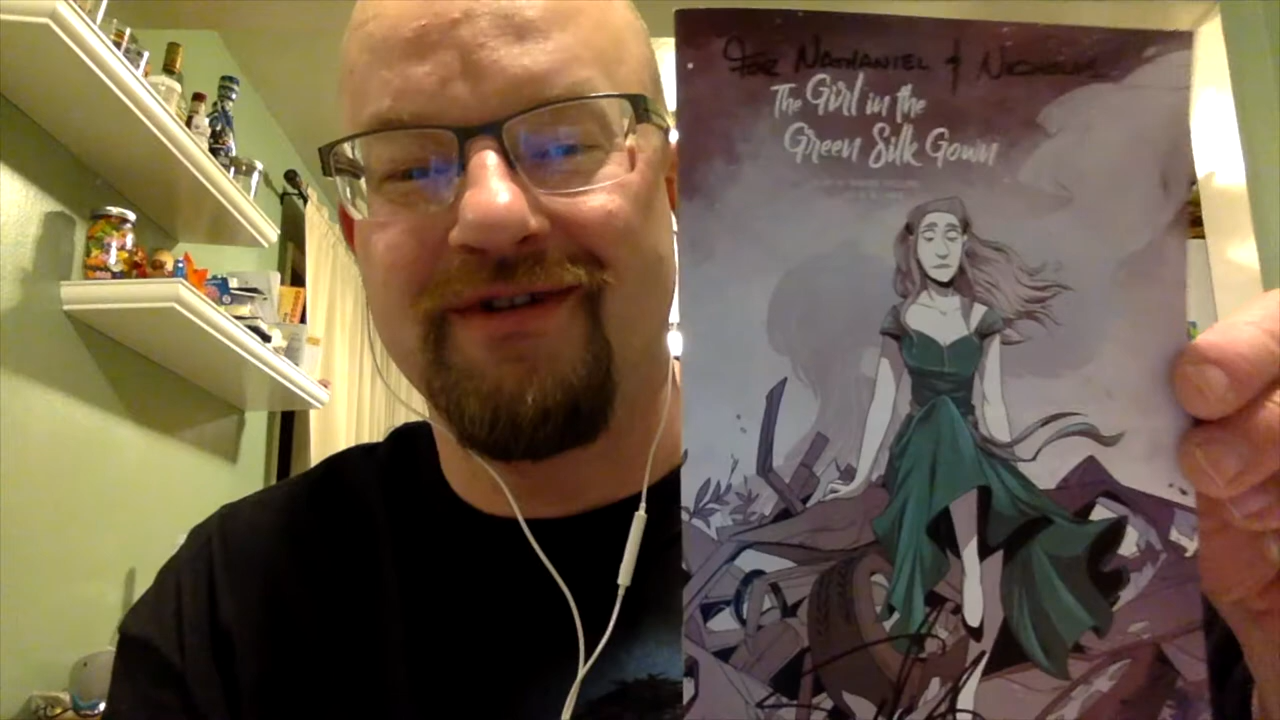 FOR NATHANIEL & NICHOLAS
The Girl in the
Green Silk Gown